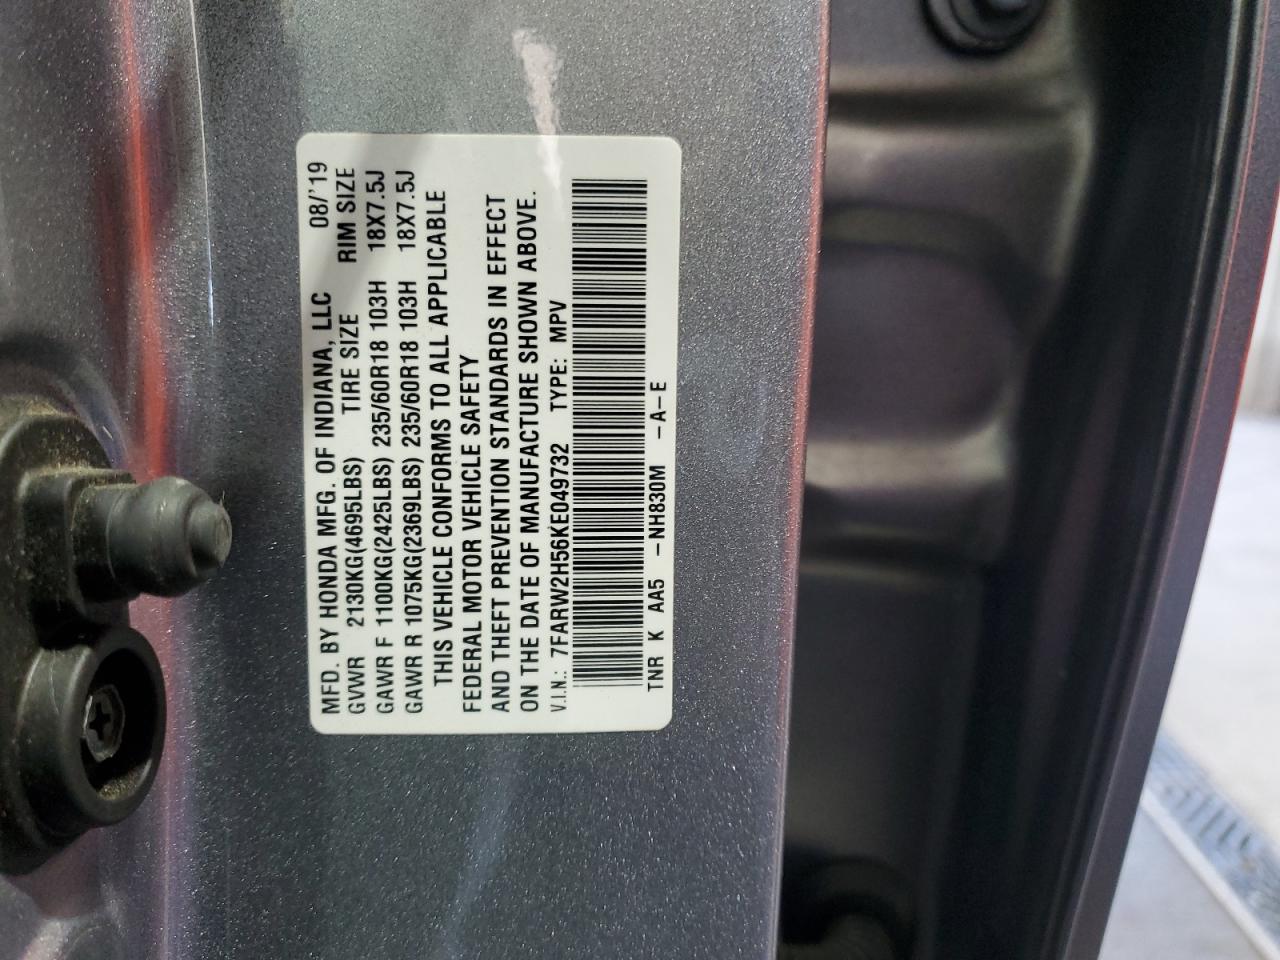 MFD. BY HONDA MFG. OF INDIANA, LLC 08/'19
GVWR 2130KG(4695LBS) TIRE SIZE RIM SIZE
GAWR F 1100KG(2425LBS) 235/60R18 103H 18X7.5J
GAWR R 1075KG(2369LBS) 235/60R18 103H 18X7.5J
THIS VEHICLE CONFORMS TO ALL APPLICABLE
FEDERAL MOTOR VEHICLE SAFETY
AND THEFT PREVENTION STANDARDS IN EFFECT
ON THE DATE OF MANUFACTURE SHOWN ABOVE.
V.I.N.: 7FARW2H56KE049732 TYPE: MPV
TNR K AA5 -NH830M -A-E